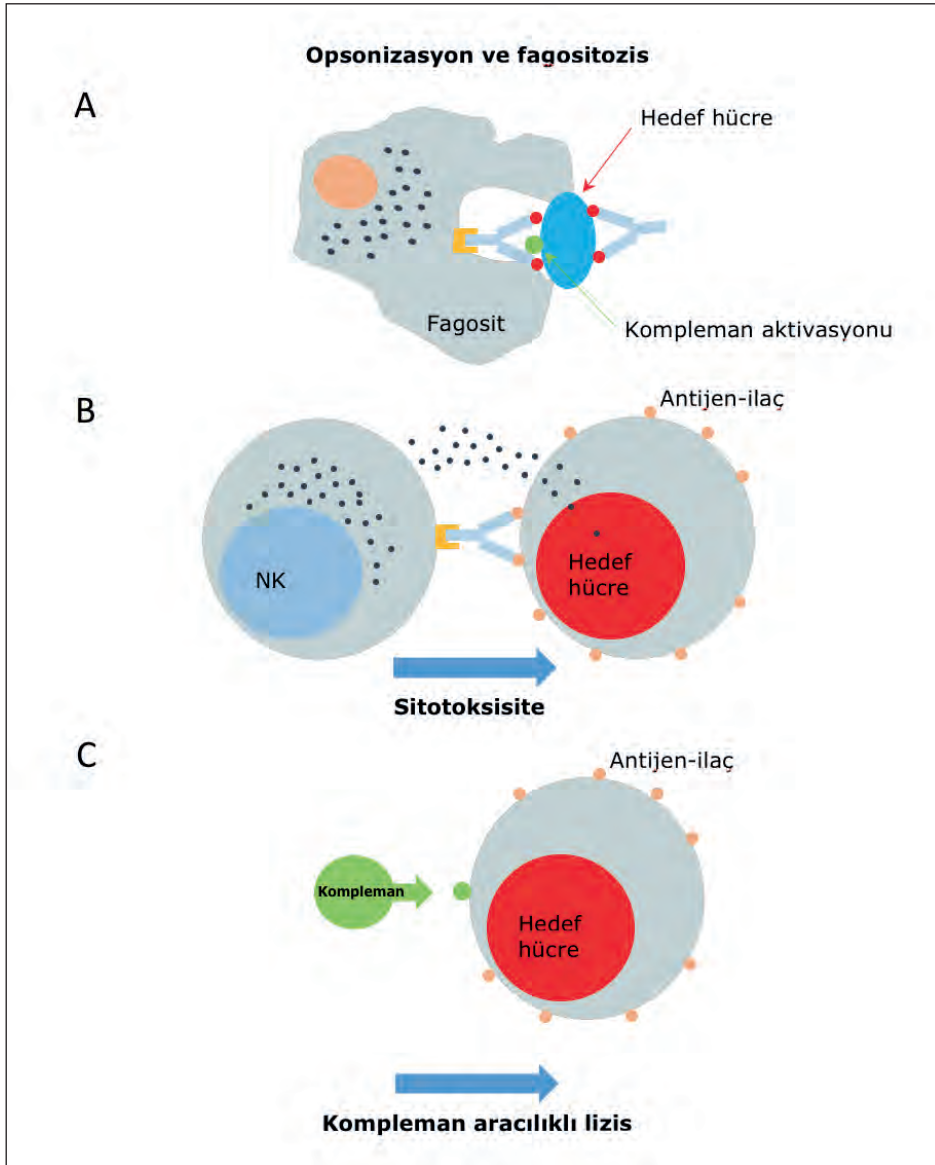 Opsonizasyon ve fagositozis
A
Hedef hücre
Fagosit
Kompleman aktivasyonu
B
Antijen-ilaç
NK
Hedef
hücre
Sitotoksisite
C
Antijen-ilaç
Kompleman
Hedef
hücre
Kompleman aracılıklı lizis